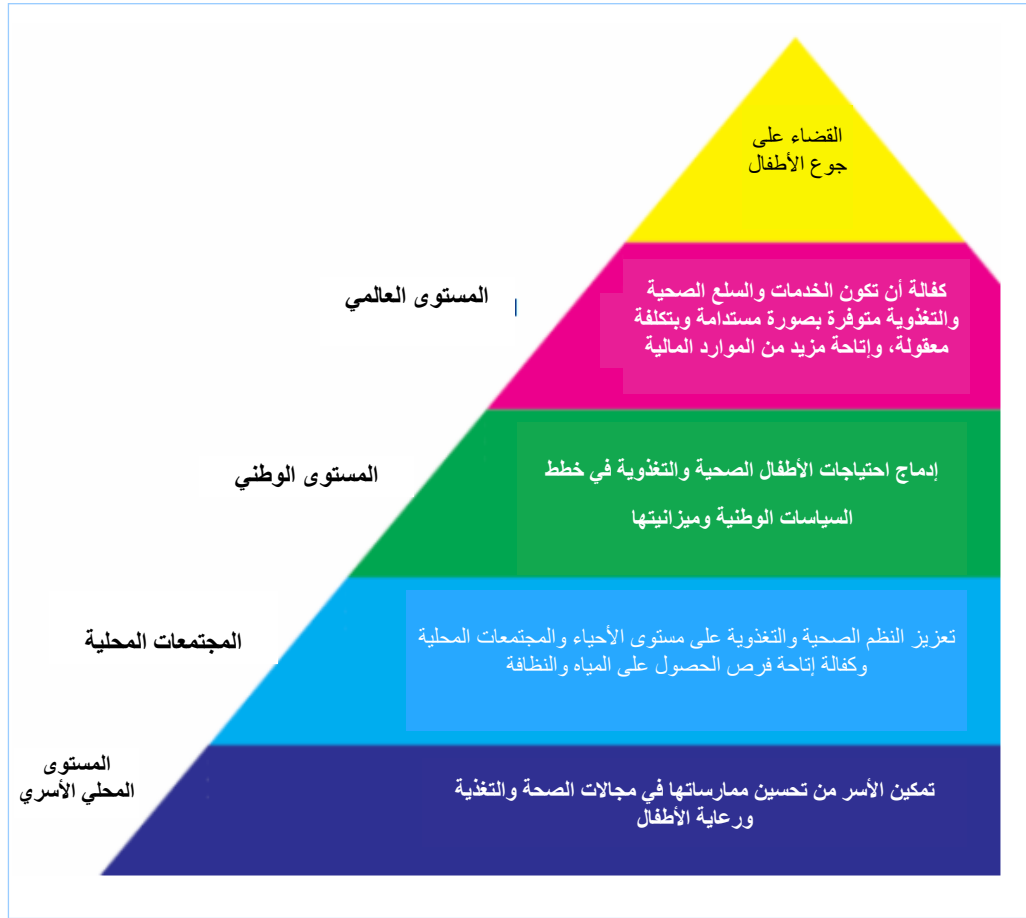 القضاء على
جوع الأطفال
المستوى العالمي
كفالة أن تكون الخدمات والسلع الصحية
والتغذوية متوفرة بصورة مستدامة وبتكلفة
معقولة، وإتاحة مزيد من الموارد المالية
المستوى الوطني
إدماج احتياجات الأطفال الصحية والتغذوية في خطط
السياسات الوطنية وميزانيتها
المجتمعات المحلية
تعزيز النظم الصحية والتغذوية على مستوى الأحياء والمجتمعات المحلية
وكفالة إتاحة فرص الحصول على المياه والنظافة
المستوى
المحلي الأسري
تمكين الأسر من تحسين ممارساتها في مجالات الصحة والتغذية
ورعاية الأطفال